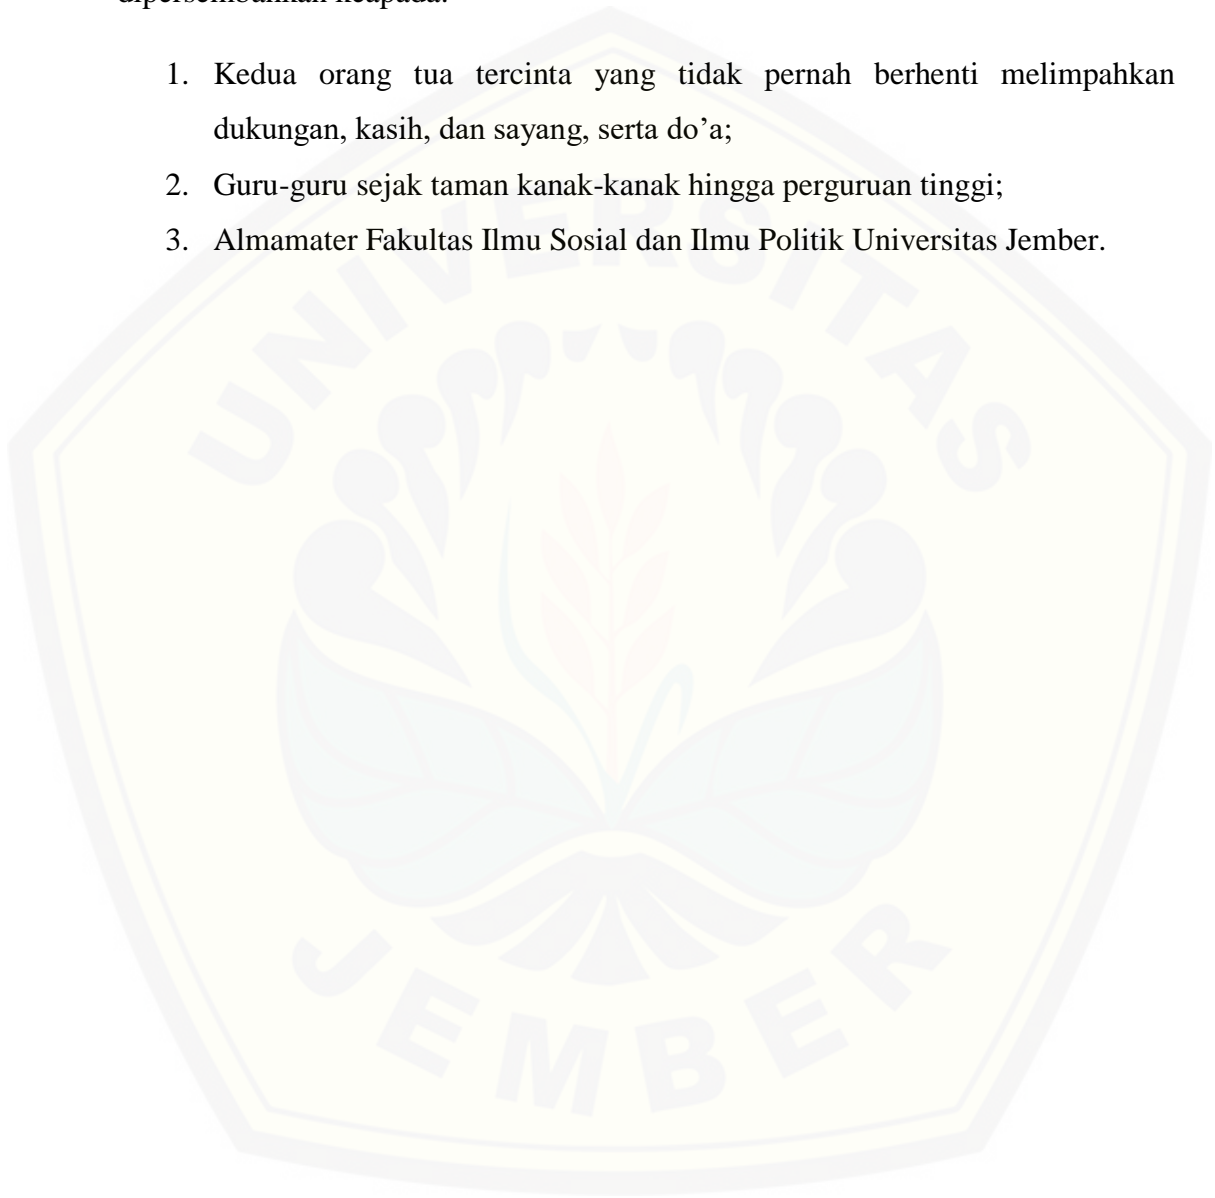 1. Kedua orang tua tercinta yang tidak pernah berhenti melimpahkan
dukungan, kasih, dan sayang, serta do’a;
2. Guru-guru sejak taman kanak-kanak hingga perguruan tinggi;
3. Almamater Fakultas Ilmu Sosial dan Ilmu Politik Universitas Jember.
UNIVERSITAS
JEMBER